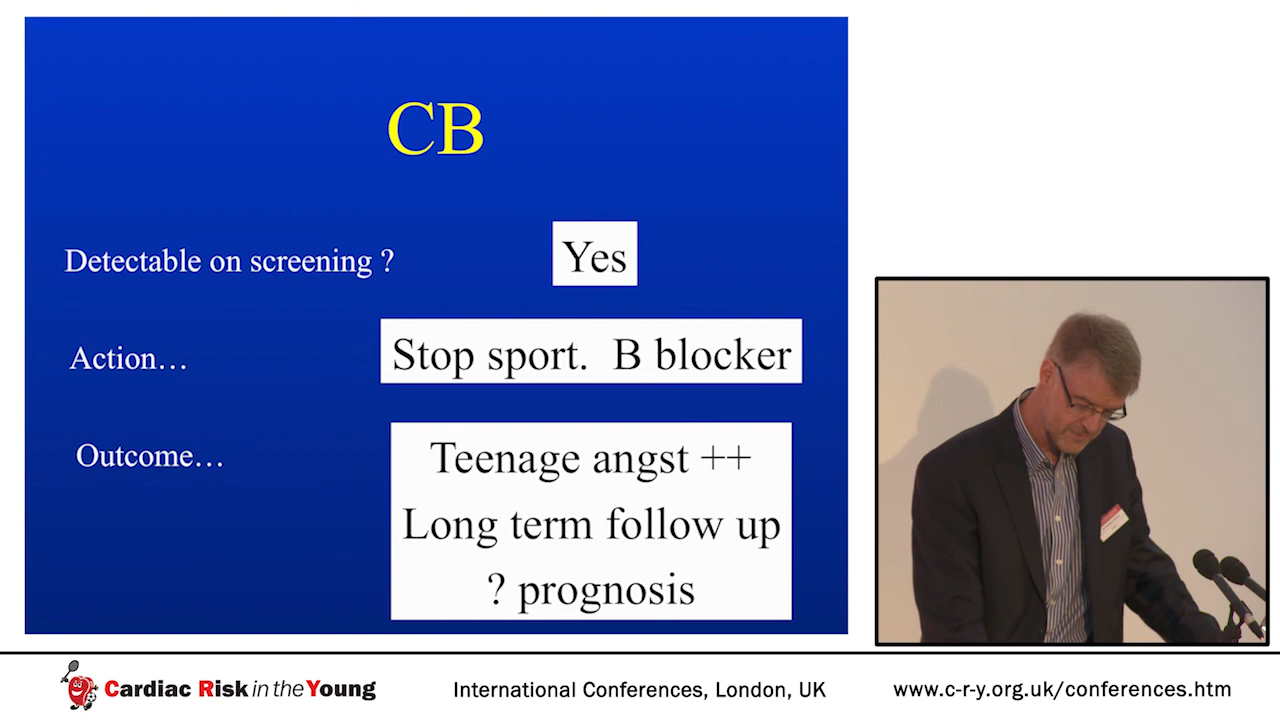 CB
Detectable on screening ?
Yes
Action…
Stop sport.  B blocker
Outcome…
Teenage angst ++
Long term follow up
? prognosis
Cardiac Risk in the Young
International Conferences, London, UK
www.c-r-y.org.uk/conferences.htm